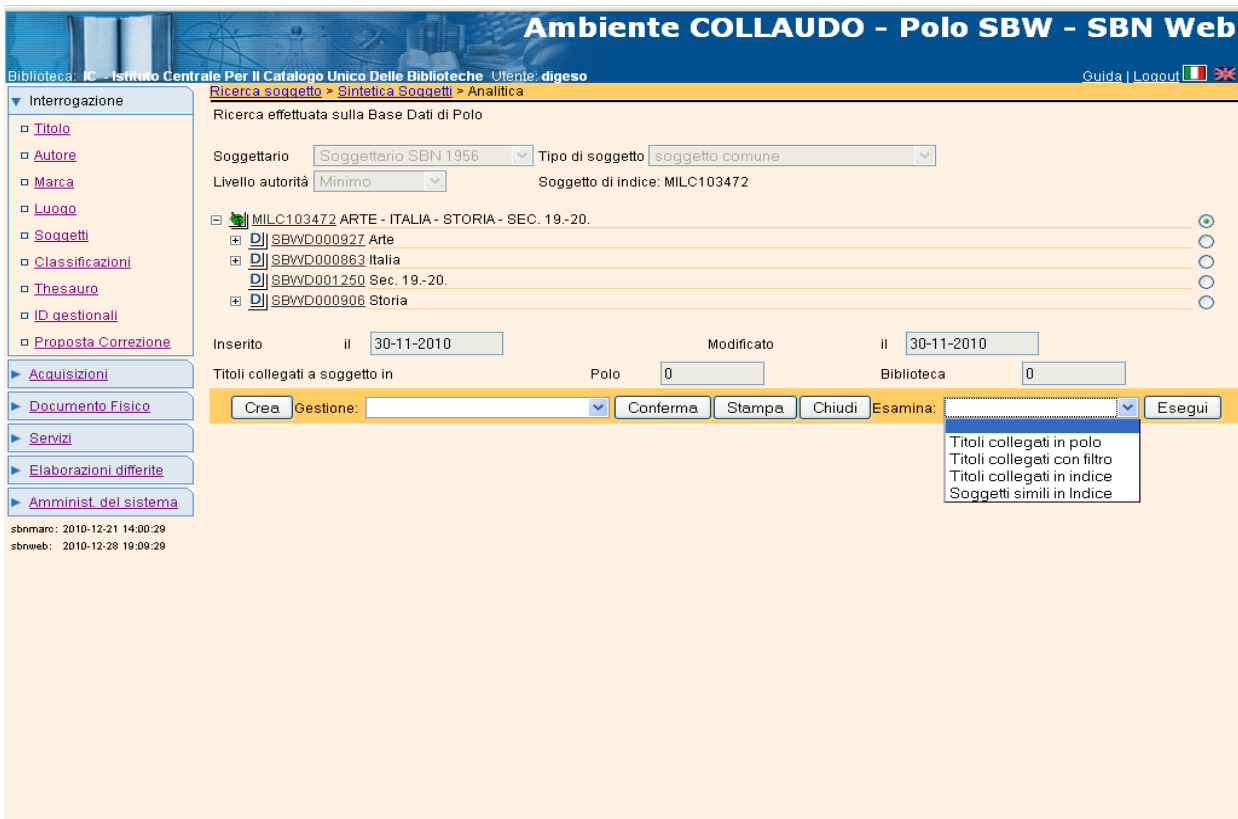 Ambiente COLLAUDO - Polo SBW - SBN Web
Biblioteca: IC - Istituto Centrale Per Il Catalogo Unico Delle Biblioteche Utente: digeso Guida | Logout
Interrogazione
Titolo
Autore
Marca
Luogo
Soggetti
Classificazioni
Thesauro
ID gestionali
Proposta Correzione
Acquisizioni
Documento Fisico
Servizi
Elaborazioni differite
Amminist. del sistema
sbnmarc: 2010-12-21 14:00:29
sbnweb: 2010-12-28 19:09:29
Ricerca soggetto > Sintetica Soggetti > Analitica
Ricerca effettuata sulla Base Dati di Polo
Soggettario Soggettario SBN 1956 Tipo di soggetto soggetto comune
Livello autorità Minimo Soggetto di indice: MILC103472
MILC103472 ARTE - ITALIA - STORIA - SEC. 19.-20.
D SBWD000927 Arte
D SBWD000863 Italia
D SBWD001250 Sec. 19.-20.
D SBWD000906 Storia
Inserito il 30-11-2010 Modificato il 30-11-2010
Titoli collegati a soggetto in Polo 0 Biblioteca 0
Crea Gestione: Conferma Stampa Chiudi Esamina: Esegui
Titoli collegati in polo
Titoli collegati con filtro
Titoli collegati in indice
Soggetti simili in Indice